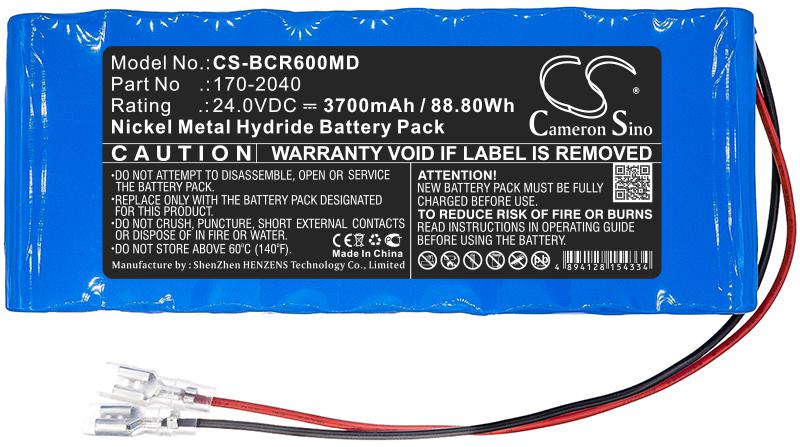 Model No.:CS-BCR600MD
Part No .:170-2040
Rating .:24.0VDC ⎓ 3700mAh / 88.80Wh
Nickel Metal Hydride Battery Pack
CS
®
Cameron Sino
CAUTION
WARRANTY VOID IF LABEL IS REMOVED
•DO NOT ATTEMPT TO DISASSEMBLE, OPEN OR SERVICE
THE BATTERY PACK.
•REPLACE ONLY WITH THE BATTERY PACK DESIGNATED
FOR THIS PRODUCT.
•DO NOT CRUSH, PUNCTURE, SHORT EXTERNAL CONTACTS
OR DISPOSE OF IN FIRE OR WATER.
•DO NOT STORE ABOVE 60°C (140°F).
Manufacture by : ShenZhen HENZENS Technology Co., Limited
CE
Made In China
ATTENTION!
NEW BATTERY PACK MUST BE FULLY
CHARGED BEFORE USE.
TO REDUCE RISK OF FIRE OR BURNS
READ INSTRUCTIONS IN OPERATING GUIDE
BEFORE BATTERY USE.
4 894128 154334